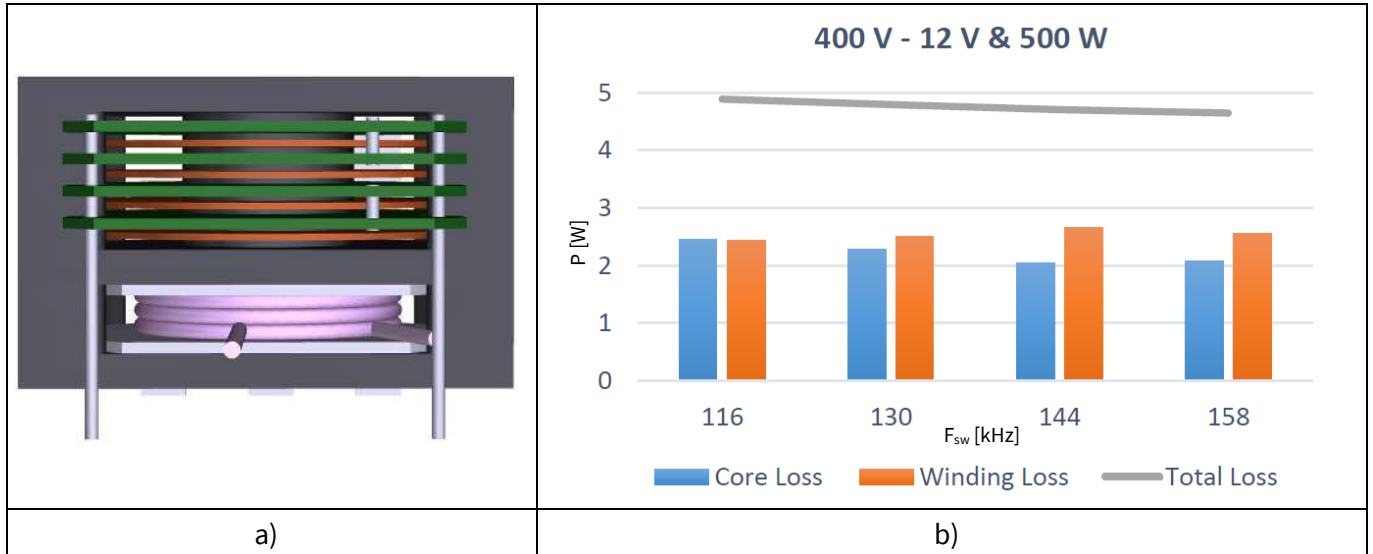 400 V - 12 V & 500 W
5
4
3
2
1
0
P [W]
116 130 144 158
Fsw [kHz]
Core Loss Winding Loss Total Loss
a) b)